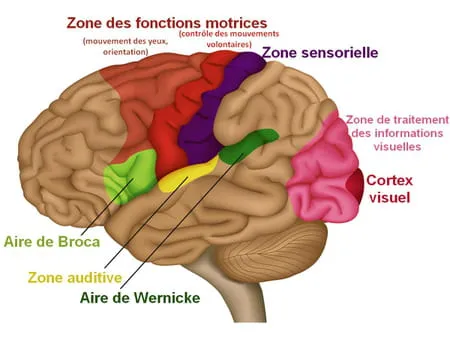 Zone des fonctions motrices
(mouvement des yeux,
orientation)
(contrôle des mouvements
volontaires)
Zone sensorielle
Zone de traitement
des informations
visuelles
Cortex
visuel
Aire de Broca
Zone auditive
Aire de Wernicke